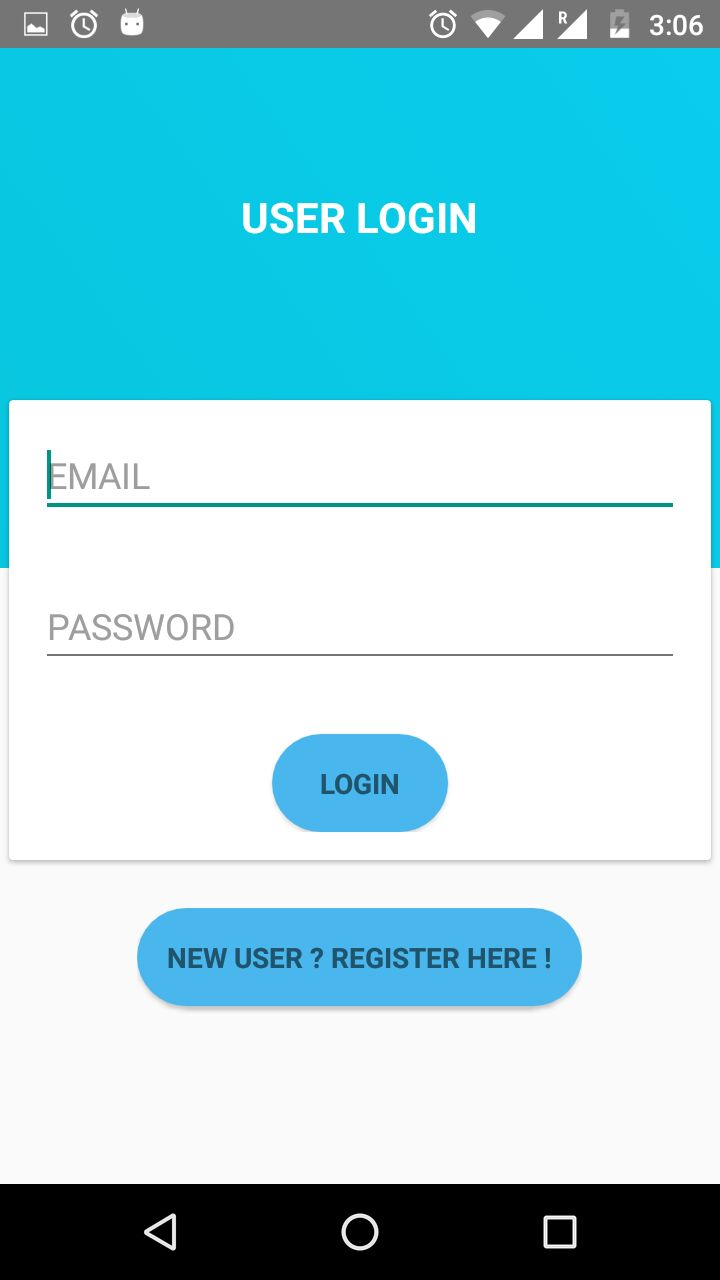 R 3:06
USER LOGIN
EMAIL
PASSWORD
LOGIN
NEW USER ? REGISTER HERE !